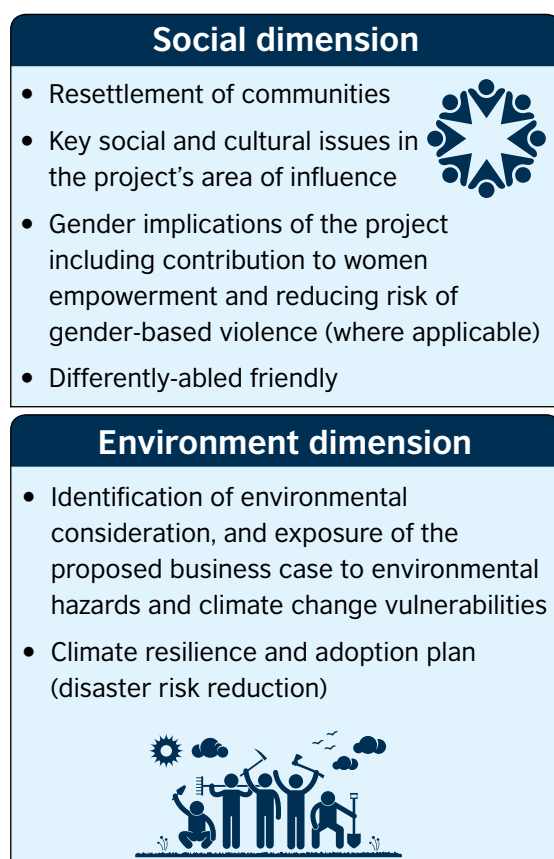 Social dimension
• Resettlement of communities
• Key social and cultural issues in
the project's area of influence
• Gender implications of the project
including contribution to women
empowerment and reducing risk of
gender-based violence (where applicable)
• Differently-abled friendly
Environment dimension
• Identification of environmental
consideration, and exposure of the
proposed business case to environmental
hazards and climate change vulnerabilities
• Climate resilience and adoption plan
(disaster risk reduction)